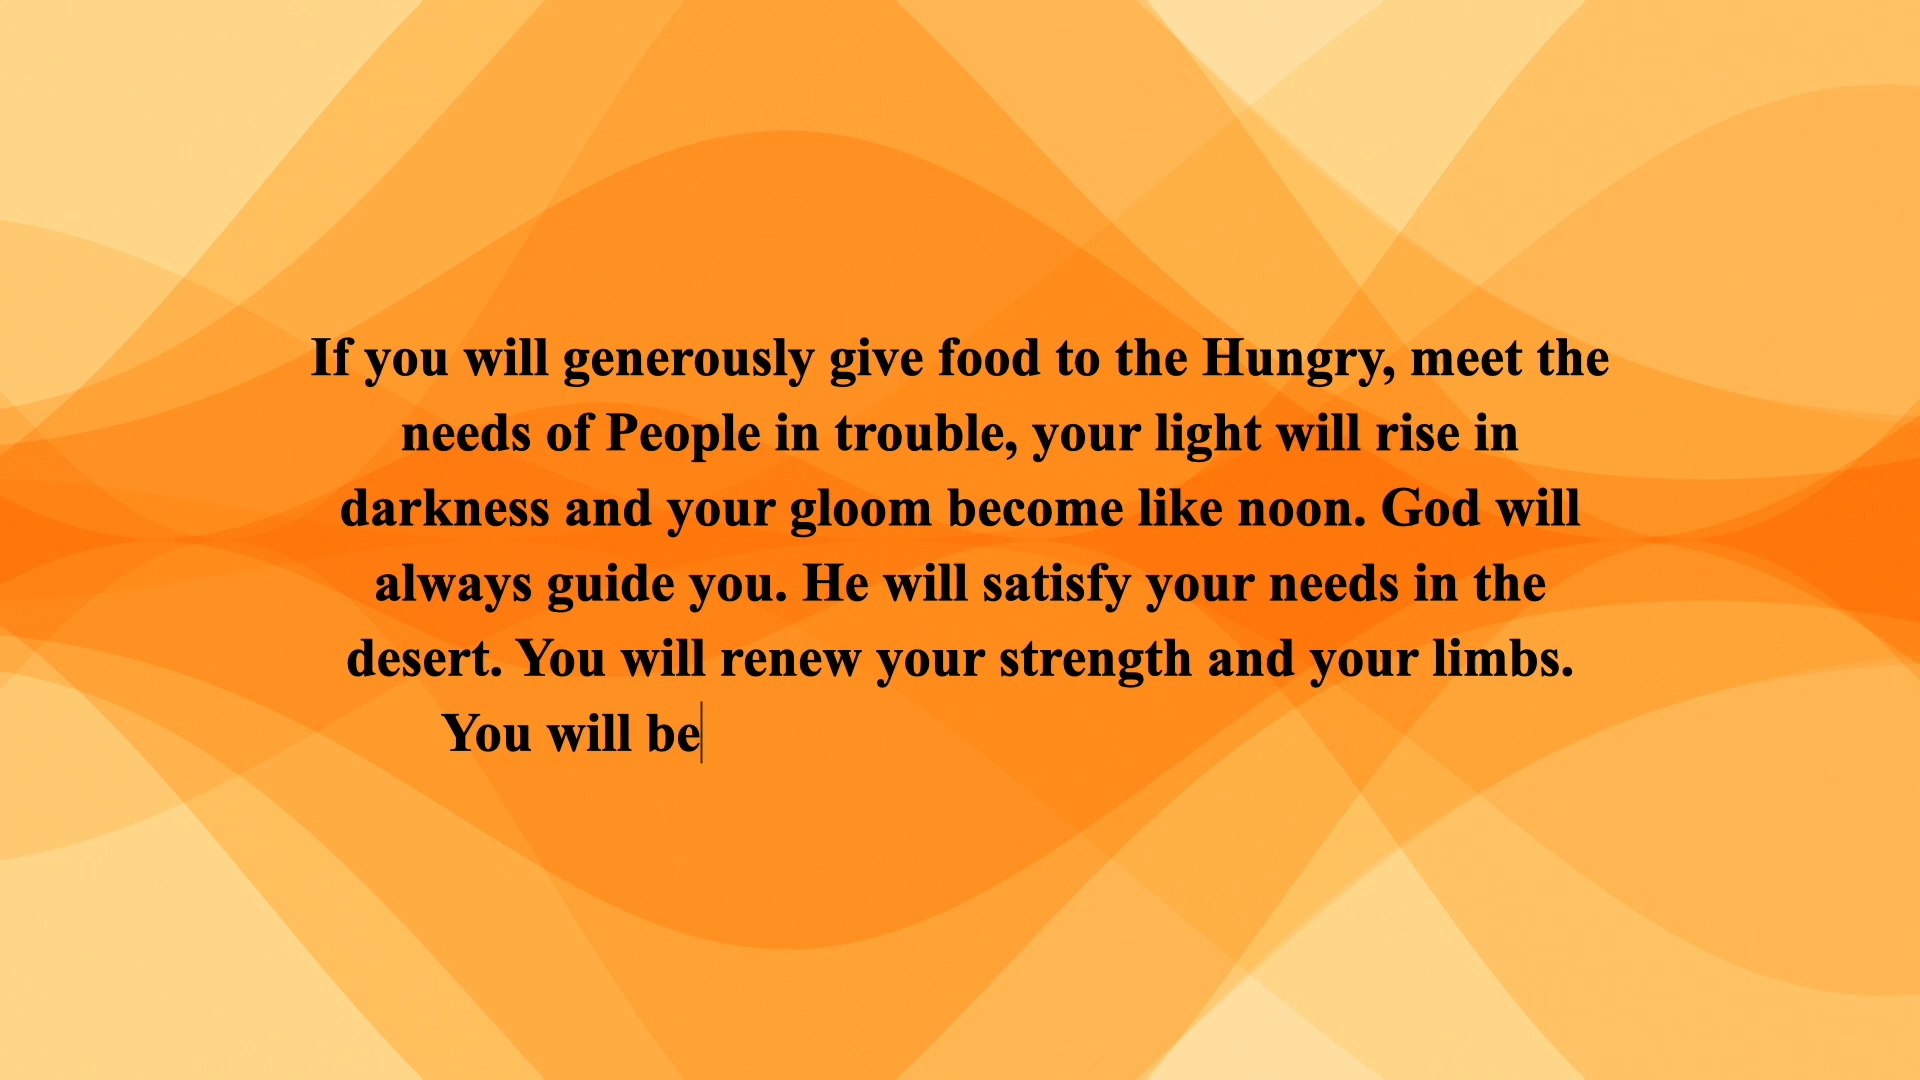 If you will generously give food to the Hungry, meet the
needs of People in trouble, your light will rise in
darkness and your gloom become like noon. God will
always guide you. He will satisfy your needs in the
desert. You will renew your strength and your limbs.
You will be